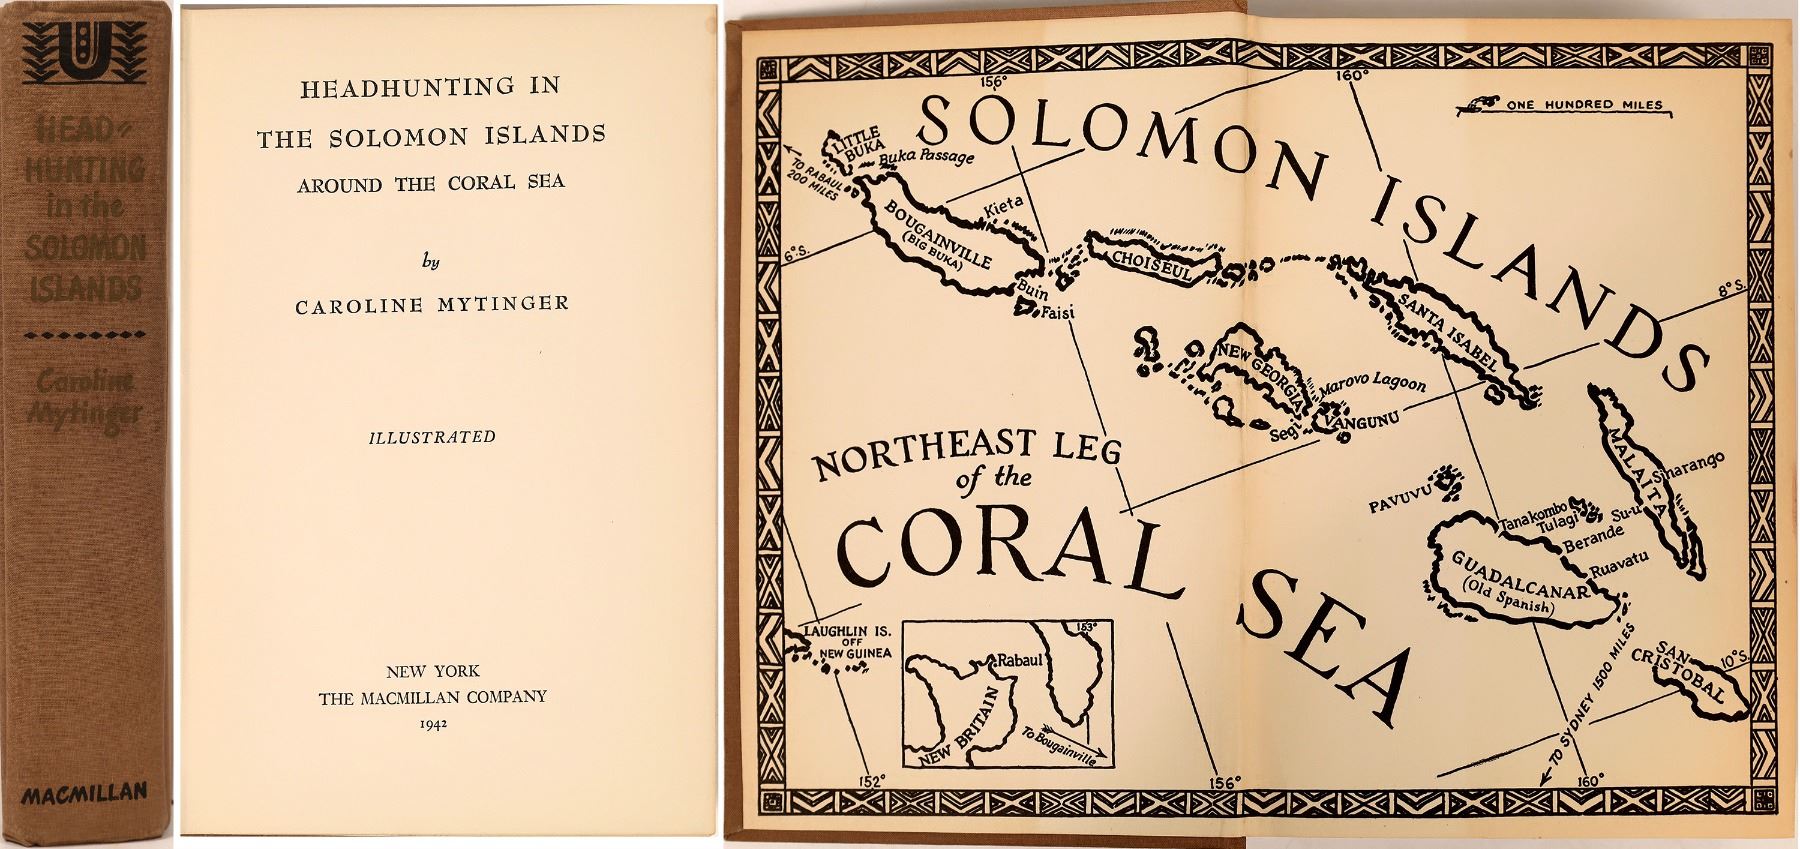 HEAD-
HUNTING
in the
SOLOMON
ISLANDS
Caroline
Mytinger
MACMILLAN
HEADHUNTING IN
THE SOLOMON ISLANDS
AROUND THE CORAL SEA
by
CAROLINE MYTINGER
ILLUSTRATED
NEW YORK
THE MACMILLAN COMPANY
1942
156°
160°
ONE HUNDRED MILES
SOLOMON ISLANDS
LITTLE
BUKA
Buka Passage
TO RABAUL
200 MILES
Kieta
BOUGAINVILLE
(BIG BUKA)
6°S.
CHOISEUL
Buin
Faisi
8°S.
SANTA ISABEL
NEW GEORGIA
Marovo Lagoon
VANGUNU
Segi
NORTHEAST LEG
of the
CORAL SEA
MALAITA
Sinarango
PAVUVU
Tanakombo
Tulagi
Su-u
Berande
Ruavatu
GUADALCANAR
(Old Spanish)
LAUGHLIN IS.
OFF
NEW GUINEA
153°
Rabaul
NEW BRITAIN
To Bougainville
SAN
CRISTOBAL
10°S.
TO SYDNEY 1500 MILES
152°
156°
160°